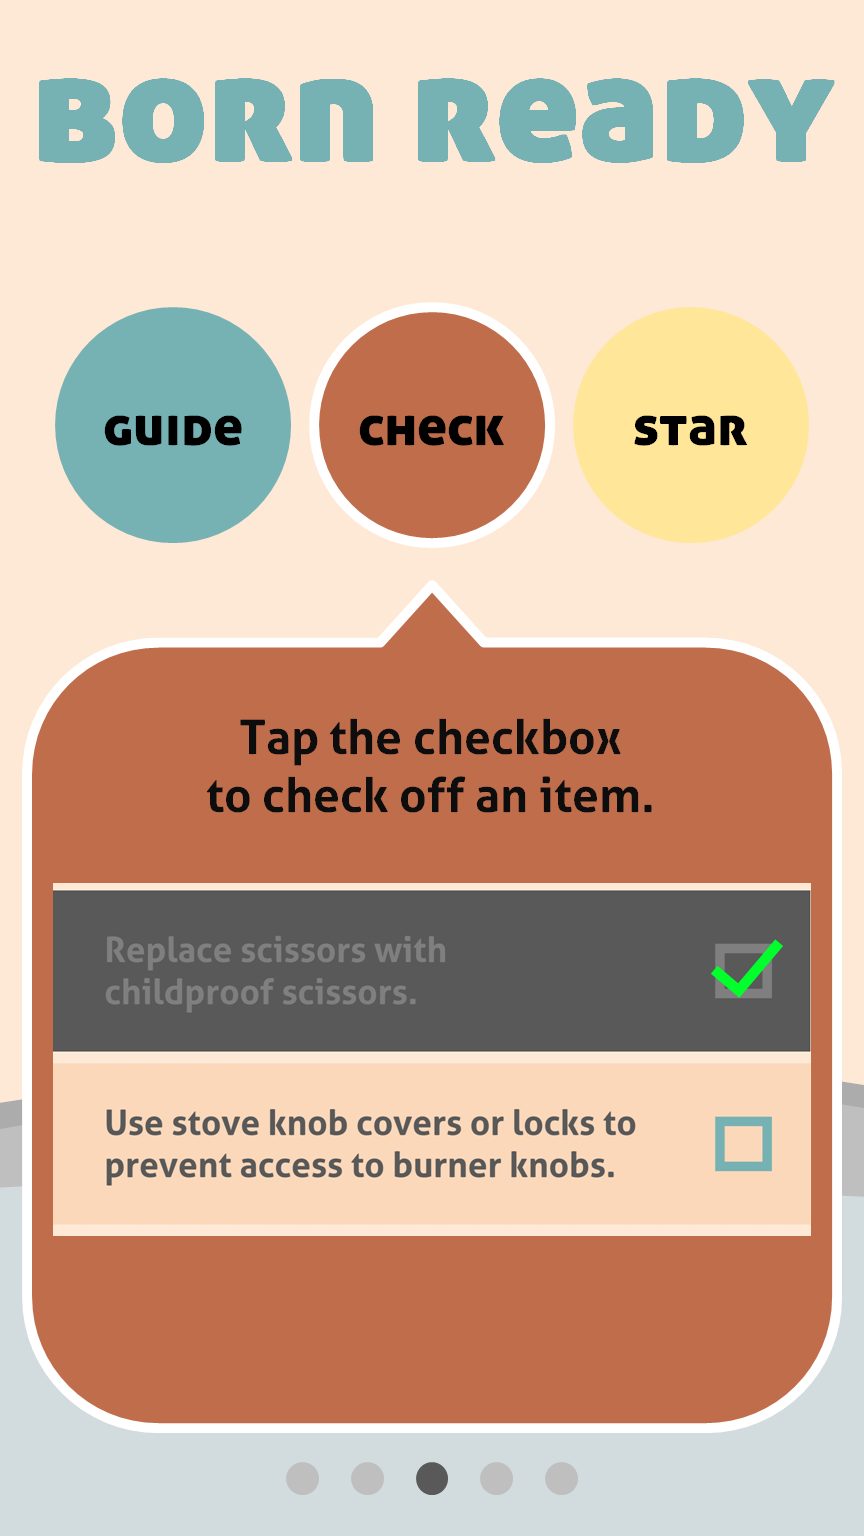 BORN READY
GUIDE
CHECK
STAR
Tap the checkbox
to check off an item.
Replace scissors with
childproof scissors.
Use stove knob covers or locks to
prevent access to burner knobs.